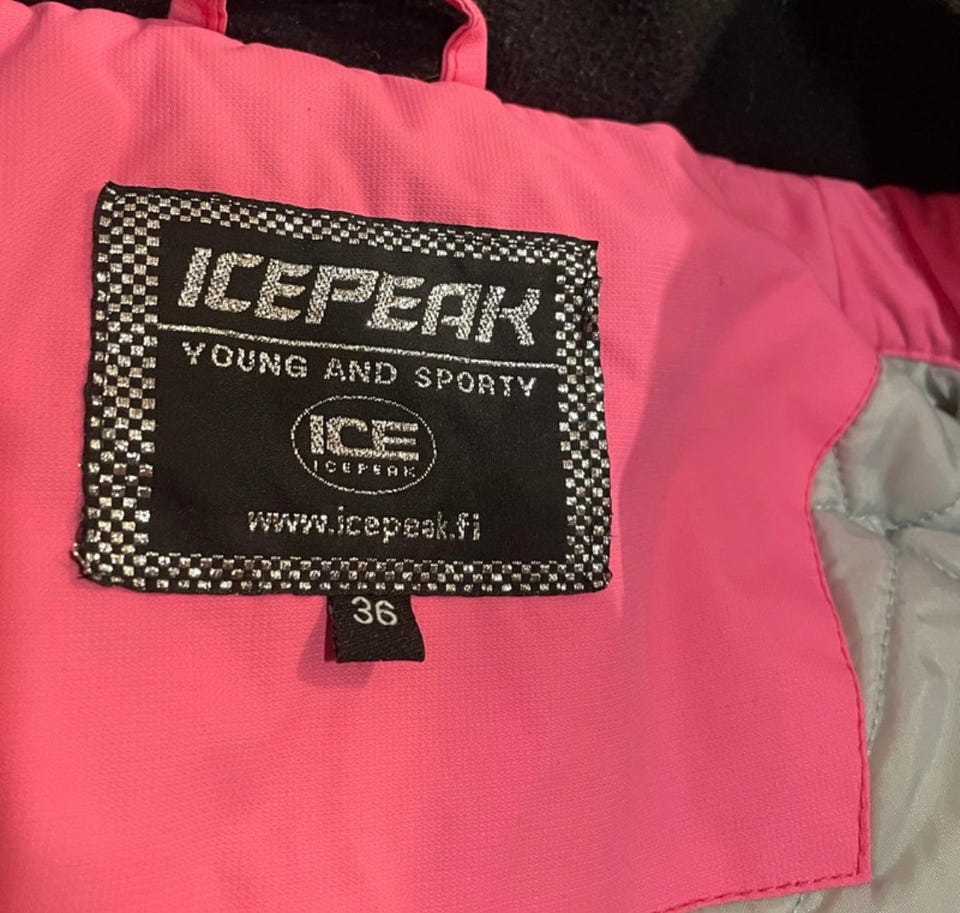 ICEPEAK
YOUNG AND SPORTY
ICE
ICEPEAK
www.icepeak.fi
36